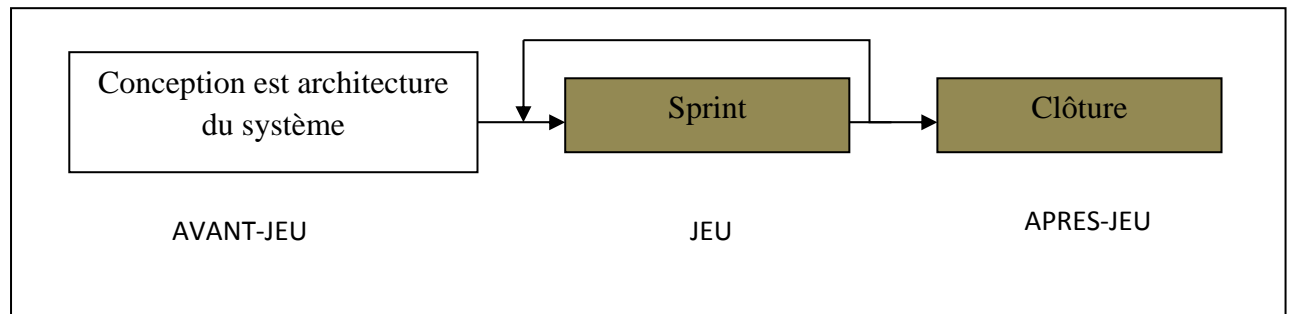 Conception est architecture
du système
Sprint
Clôture
AVANT-JEU
JEU
APRES-JEU